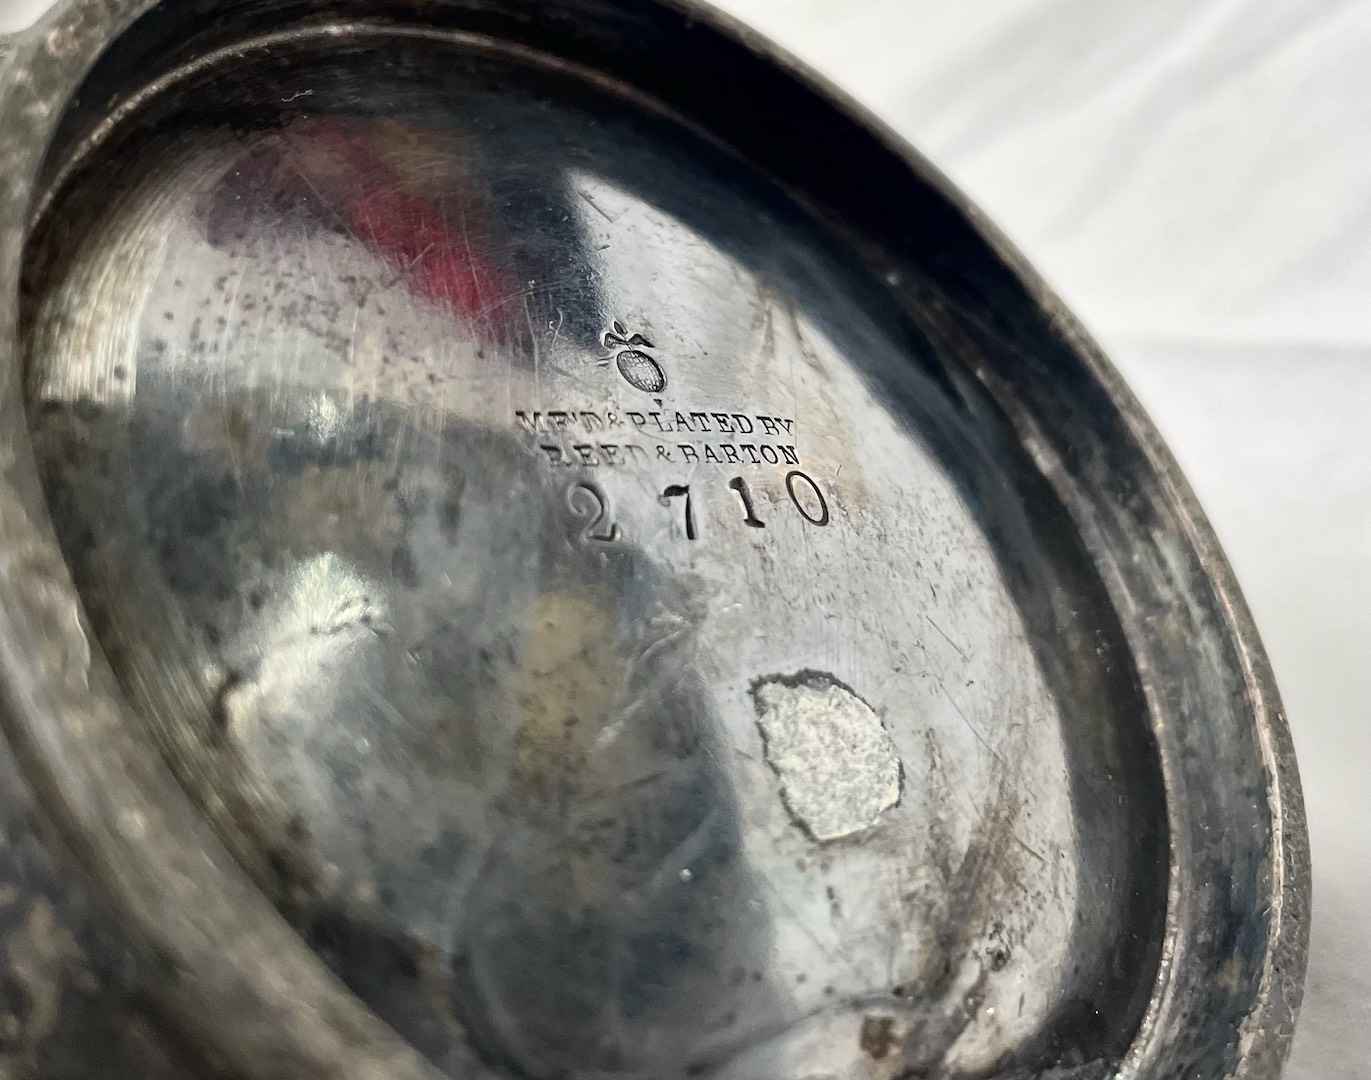 MF'D & PLATED BY
REED & BARTON
2710